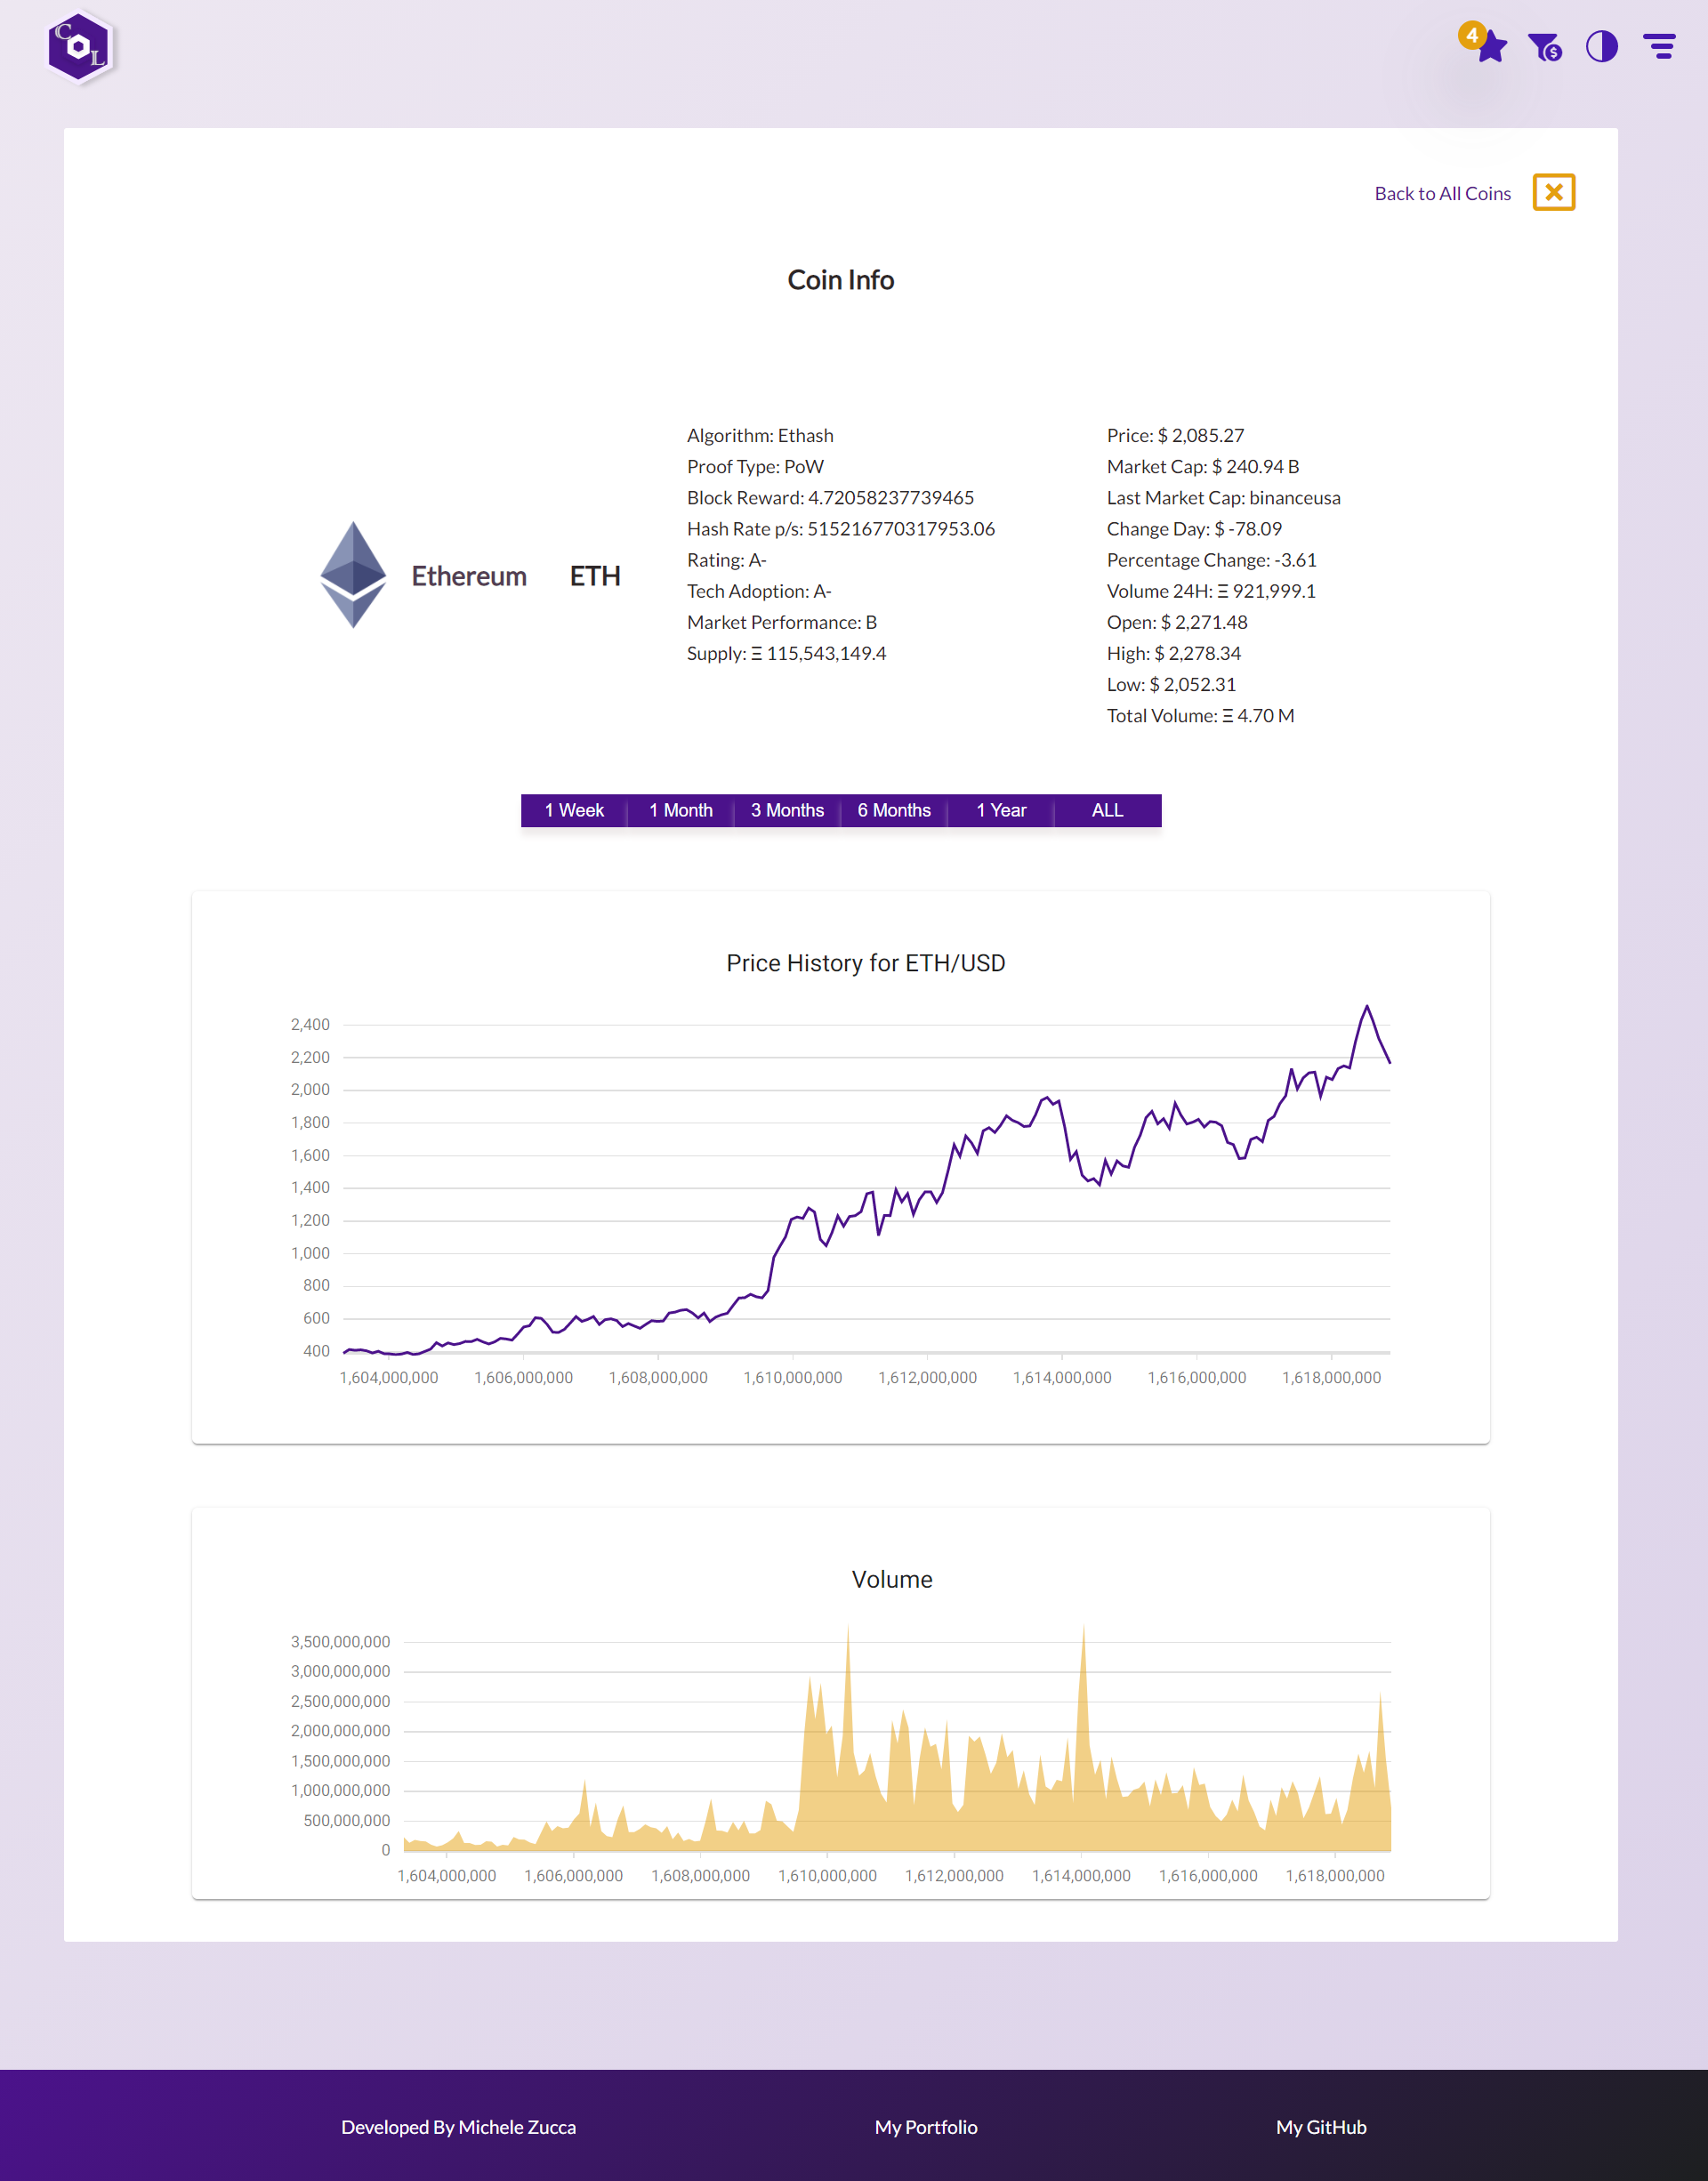 C
L
4
Back to All Coins
Coin Info
Ethereum ETH
Algorithm: Ethash
Proof Type: PoW
Block Reward: 4.72058237739465
Hash Rate p/s: 515216770317953.06
Rating: A-
Tech Adoption: A-
Market Performance: B
Supply: Ξ 115,543,149.4
Price: $ 2,085.27
Market Cap: $ 240.94 B
Last Market Cap: binanceusa
Change Day: $ -78.09
Percentage Change: -3.61
Volume 24H: Ξ 921,999.1
Open: $ 2,271.48
High: $ 2,278.34
Low: $ 2,052.31
Total Volume: Ξ 4.70 M
1 Week 1 Month 3 Months 6 Months 1 Year ALL
Price History for ETH/USD
2,400
2,200
2,000
1,800
1,600
1,400
1,200
1,000
800
600
400
1,604,000,000 1,606,000,000 1,608,000,000 1,610,000,000 1,612,000,000 1,614,000,000 1,616,000,000 1,618,000,000
Volume
3,500,000,000
3,000,000,000
2,500,000,000
2,000,000,000
1,500,000,000
1,000,000,000
500,000,000
0
1,604,000,000 1,606,000,000 1,608,000,000 1,610,000,000 1,612,000,000 1,614,000,000 1,616,000,000 1,618,000,000
Developed By Michele Zucca My Portfolio My GitHub